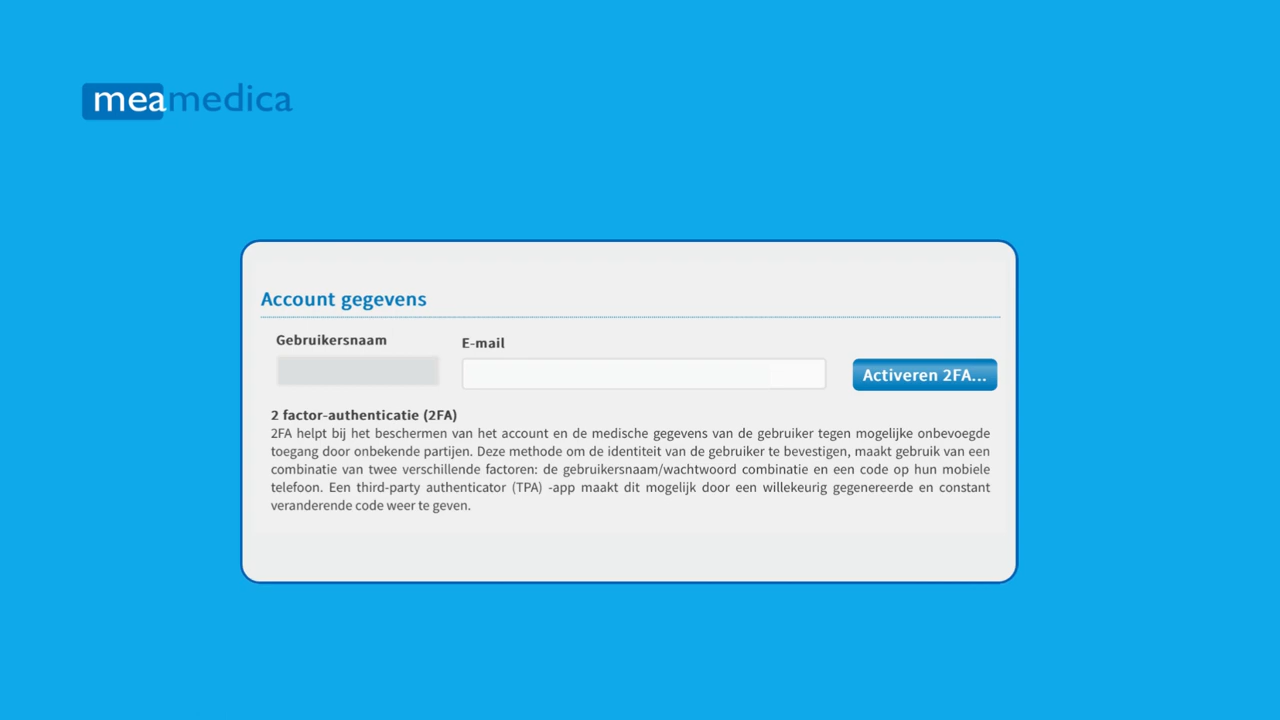 meamedica
Account gegevens
Gebruikersnaam
E-mail
Activeren 2FA...
2 factor-authenticatie (2FA)
2FA helpt bij het beschermen van het account en de medische gegevens van de gebruiker tegen mogelijke onbevoegde
toegang door onbekende partijen. Deze methode om de identiteit van de gebruiker te bevestigen, maakt gebruik van een
combinatie van twee verschillende factoren: de gebruikersnaam/wachtwoord combinatie en een code op hun mobiele
telefoon. Een third-party authenticator (TPA) -app maakt dit mogelijk door een willekeurig gegenereerde en constant
veranderende code weer te geven.